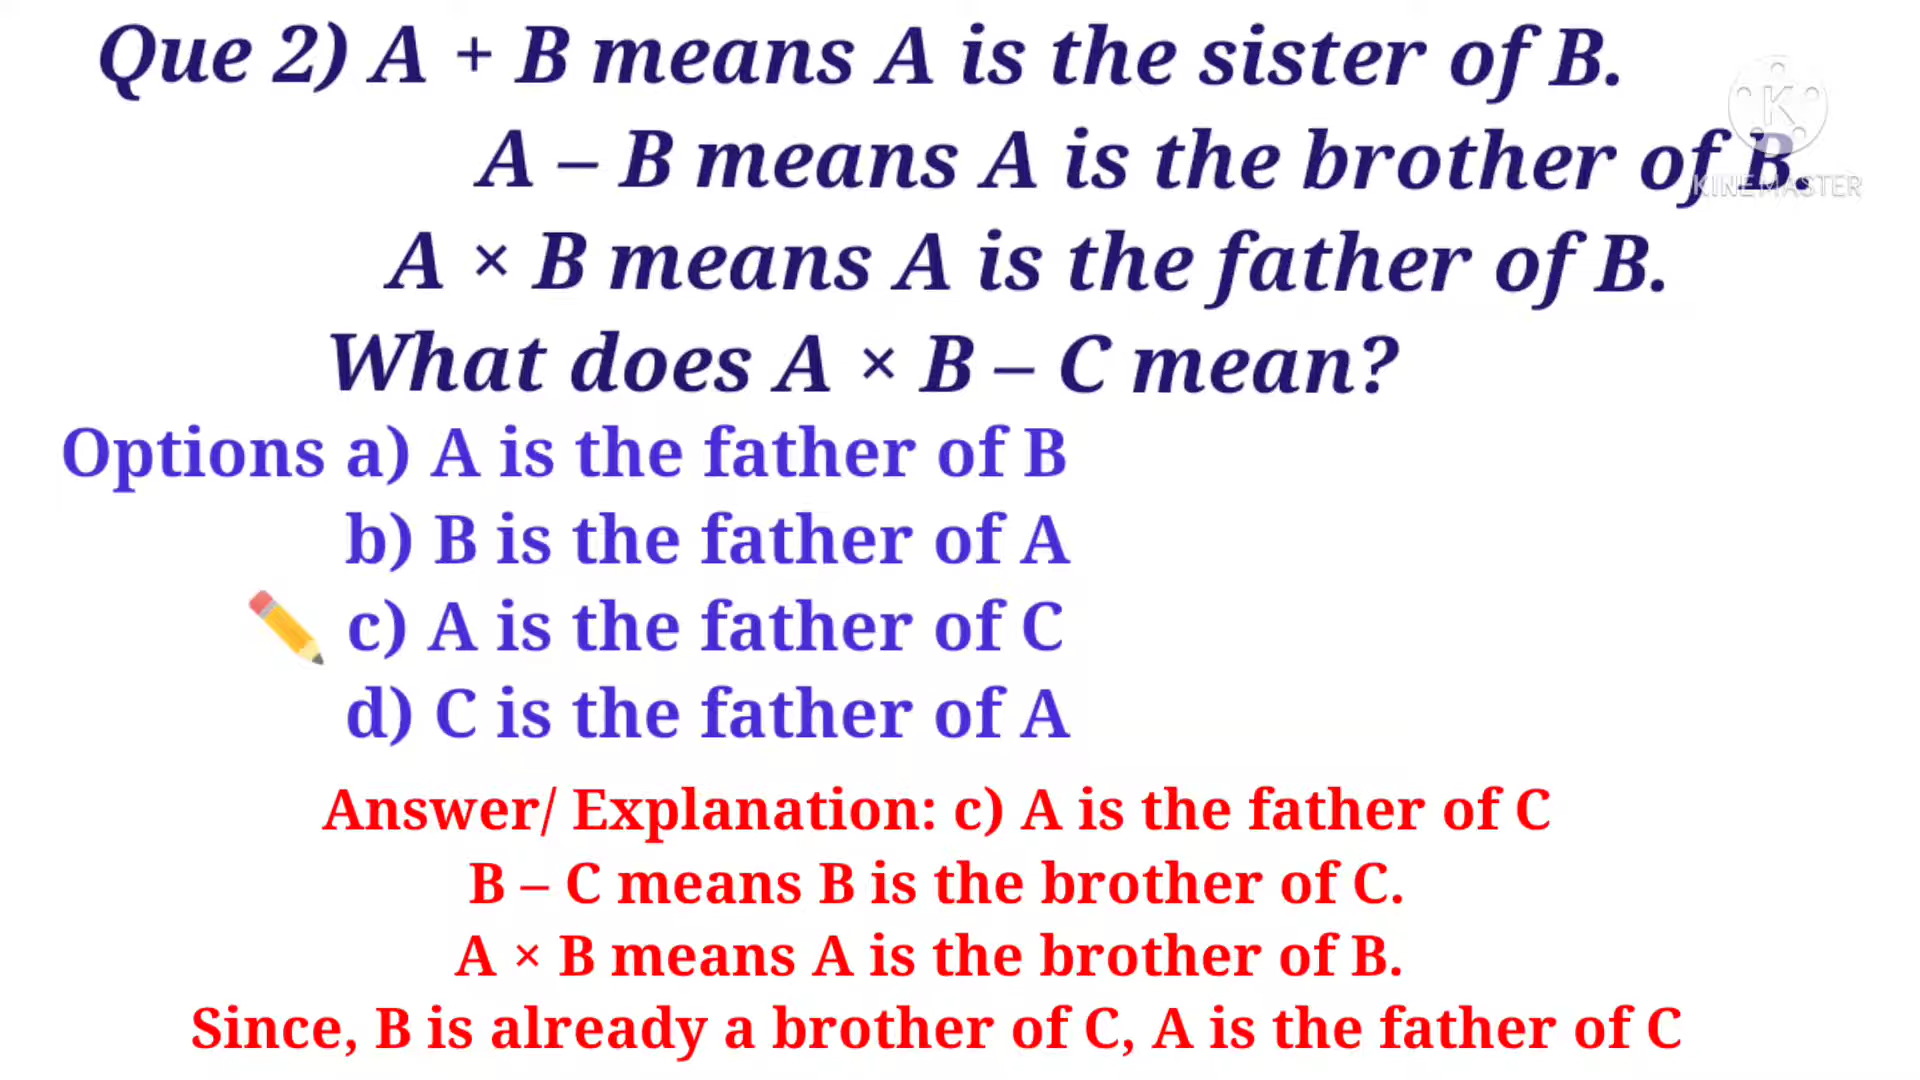 Que 2) A + B means A is the sister of B.
A – B means A is the brother of B.
KINEMASTER
A × B means A is the father of B.
What does A × B – C mean?
Options a) A is the father of B
b) B is the father of A
c) A is the father of C
d) C is the father of A
Answer/ Explanation: c) A is the father of C
B – C means B is the brother of C.
A × B means A is the brother of B.
Since, B is already a brother of C, A is the father of C